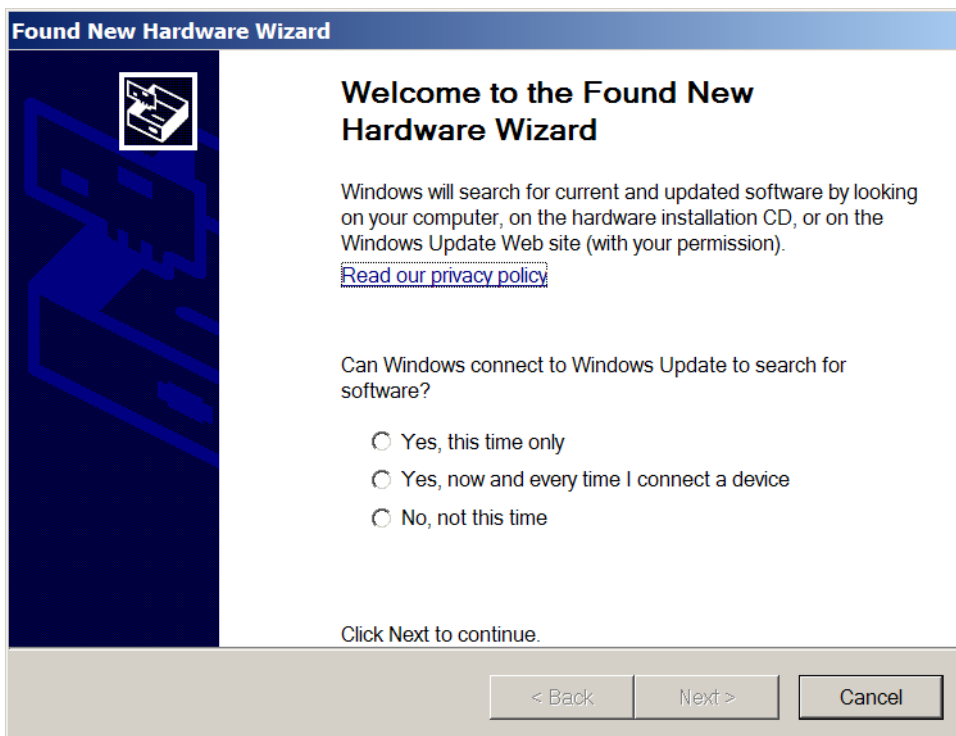 Found New Hardware Wizard
Welcome to the Found New
Hardware Wizard
Windows will search for current and updated software by looking
on your computer, on the hardware installation CD, or on the
Windows Update Web site (with your permission).
Read our privacy policy
Can Windows connect to Windows Update to search for
software?
Yes, this time only
Yes, now and every time I connect a device
No, not this time
Click Next to continue.
< Back Next > Cancel